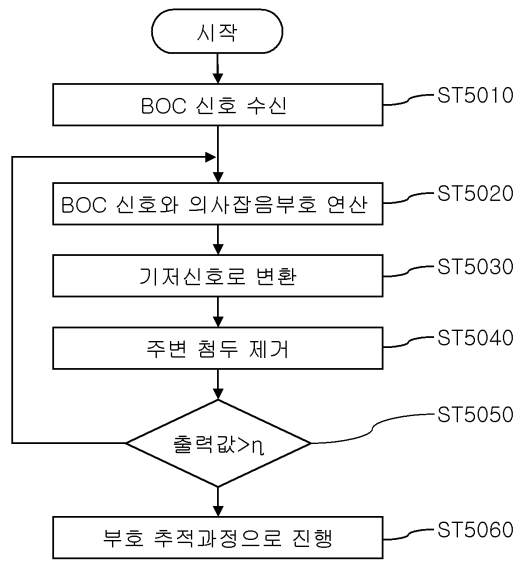 시작
BOC 신호 수신
ST5010
BOC 신호와 의사잡음부호 연산
ST5020
기저신호로 변환
ST5030
주변 첨두 제거
ST5040
출력값>η
ST5050
부호 추적과정으로 진행
ST5060